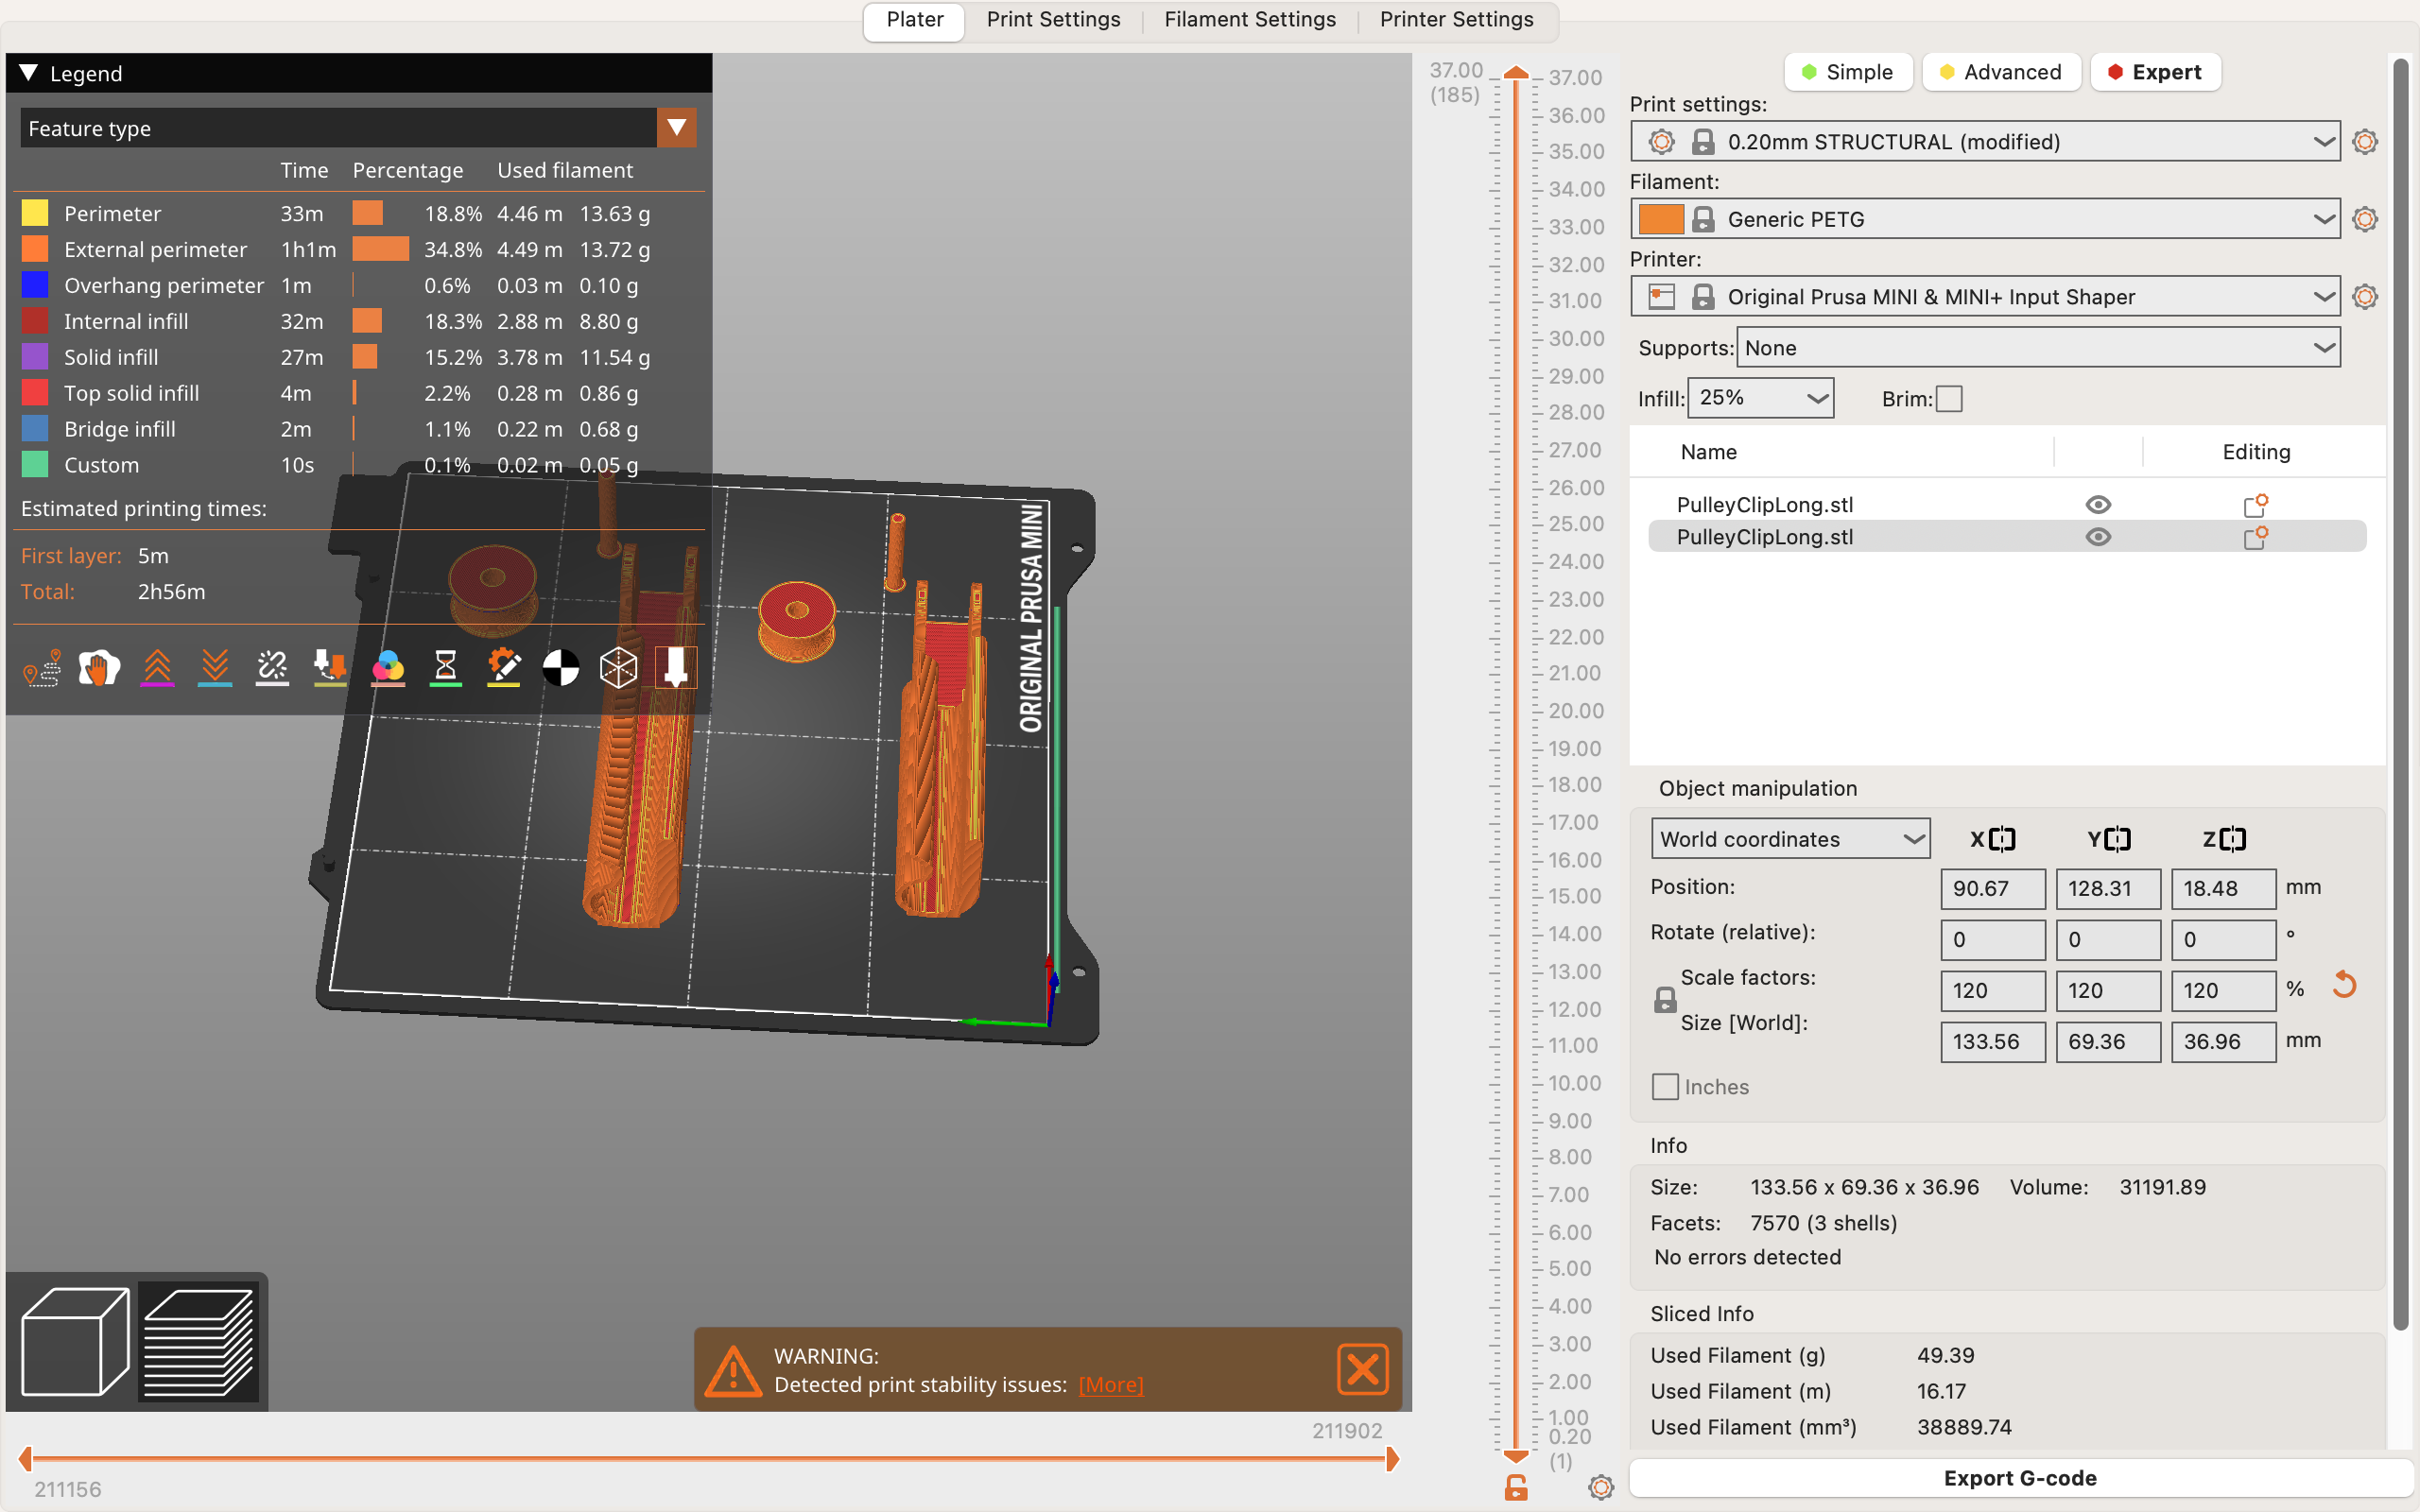 Plater Print Settings Filament Settings Printer Settings
Legend
Feature type
Time Percentage Used filament
Perimeter 33m 18.8% 4.46 m 13.63 g
External perimeter 1h1m 34.8% 4.49 m 13.72 g
Overhang perimeter 1m 0.6% 0.03 m 0.10 g
Internal infill 32m 18.3% 2.88 m 8.80 g
Solid infill 27m 15.2% 3.78 m 11.54 g
Top solid infill 4m 2.2% 0.28 m 0.86 g
Bridge infill 2m 1.1% 0.22 m 0.68 g
Custom 10s 0.1% 0.02 m 0.05 g
Estimated printing times:
First layer: 5m
Total: 2h56m
ORIGINAL PRUSA MINI
WARNING:
Detected print stability issues: [More]
211902
211156
37.00
(185)
37.00
36.00
35.00
34.00
33.00
32.00
31.00
30.00
29.00
28.00
27.00
26.00
25.00
24.00
23.00
22.00
21.00
20.00
19.00
18.00
17.00
16.00
15.00
14.00
13.00
12.00
11.00
10.00
9.00
8.00
7.00
6.00
5.00
4.00
3.00
2.00
1.00
0.20
(1)
Simple Advanced Expert
Print settings:
0.20mm STRUCTURAL (modified)
Filament:
Generic PETG
Printer:
Original Prusa MINI & MINI+ Input Shaper
Supports: None
Infill: 25% Brim:
Name Editing
PulleyClipLong.stl
PulleyClipLong.stl
Object manipulation
World coordinates X Y Z
Position: 90.67 128.31 18.48 mm
Rotate (relative): 0 0 0 °
Scale factors: 120 120 120 %
Size [World]: 133.56 69.36 36.96 mm
Inches
Info
Size: 133.56 x 69.36 x 36.96 Volume: 31191.89
Facets: 7570 (3 shells)
No errors detected
Sliced Info
Used Filament (g) 49.39
Used Filament (m) 16.17
Used Filament (mm³) 38889.74
Export G-code